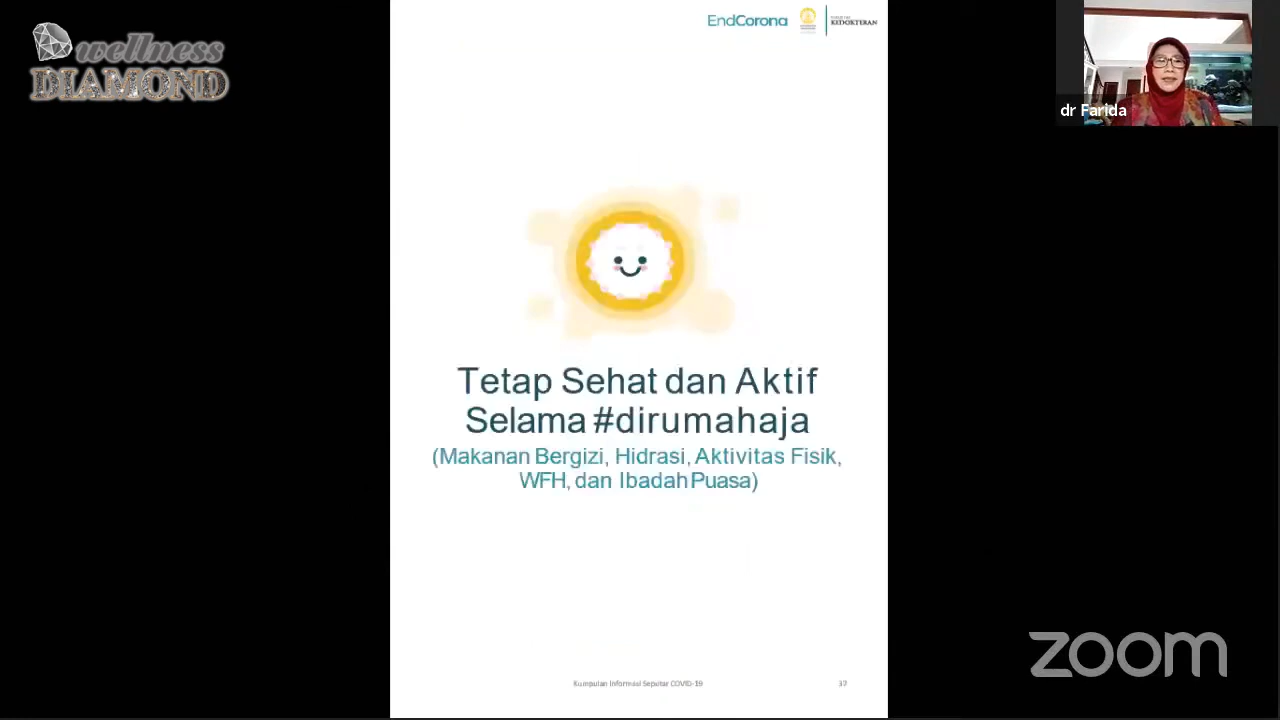 wellness
DIAMOND
EndCorona
KEDOKTERAN
dr Farida
Tetap Sehat dan Aktif
Selama #dirumahaja
(Makanan Bergizi, Hidrasi, Aktivitas Fisik,
WFH, dan Ibadah Puasa)
Kumpulan Informasi Seputar COVID-19
zoom